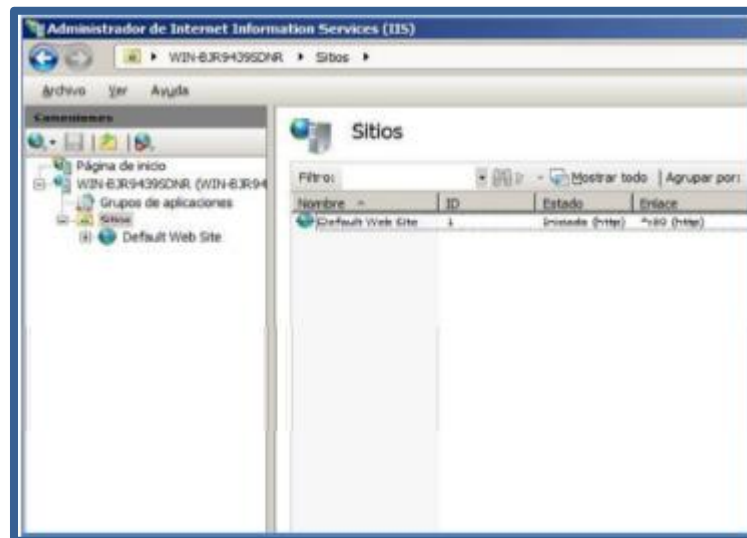 Administrador de Internet Information Services (IIS)
WIN-BJR9439SDNR ▸ Sitios ▸
Archivo Ver Ayuda
Conexiones
Página de inicio
WIN-BJR9439SDNR (WIN-BJR94
Grupos de aplicaciones
Sitios
Default Web Site
Sitios
Filtro: Mostrar todo Agrupar por:
Nombre ID Estado Enlace
Default Web Site 1 Iniciado (http) *:80 (http)